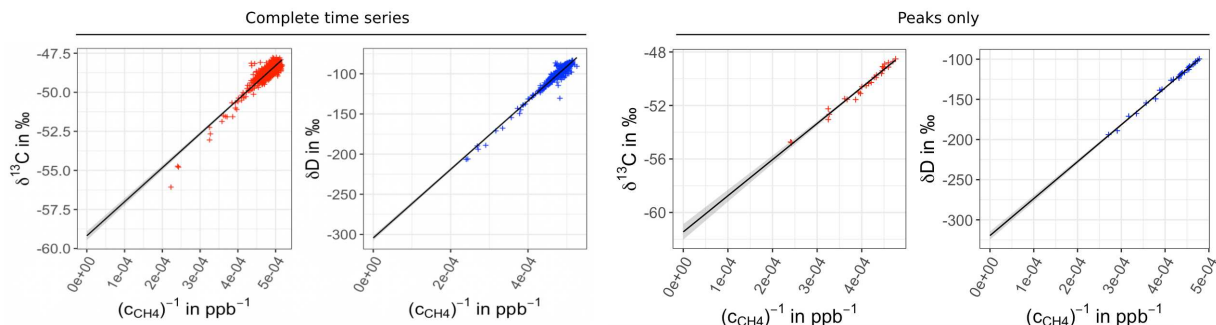 Complete time series
Peaks only
-47.5
-50.0
-52.5
-55.0
-57.5
-60.0
δ¹³C in ‰
0e+00
1e-04
2e-04
3e-04
4e-04
5e-04
(c_CH4)⁻¹ in ppb⁻¹
-100
-150
-200
-250
-300
δD in ‰
0e+00
2e-04
4e-04
(c_CH4)⁻¹ in ppb⁻¹
-48
-52
-56
-60
δ¹³C in ‰
0e+00
1e-04
2e-04
3e-04
4e-04
(c_CH4)⁻¹ in ppb⁻¹
-100
-150
-200
-250
-300
δD in ‰
0e+00
1e-04
2e-04
3e-04
4e-04
5e-04
(c_CH4)⁻¹ in ppb⁻¹